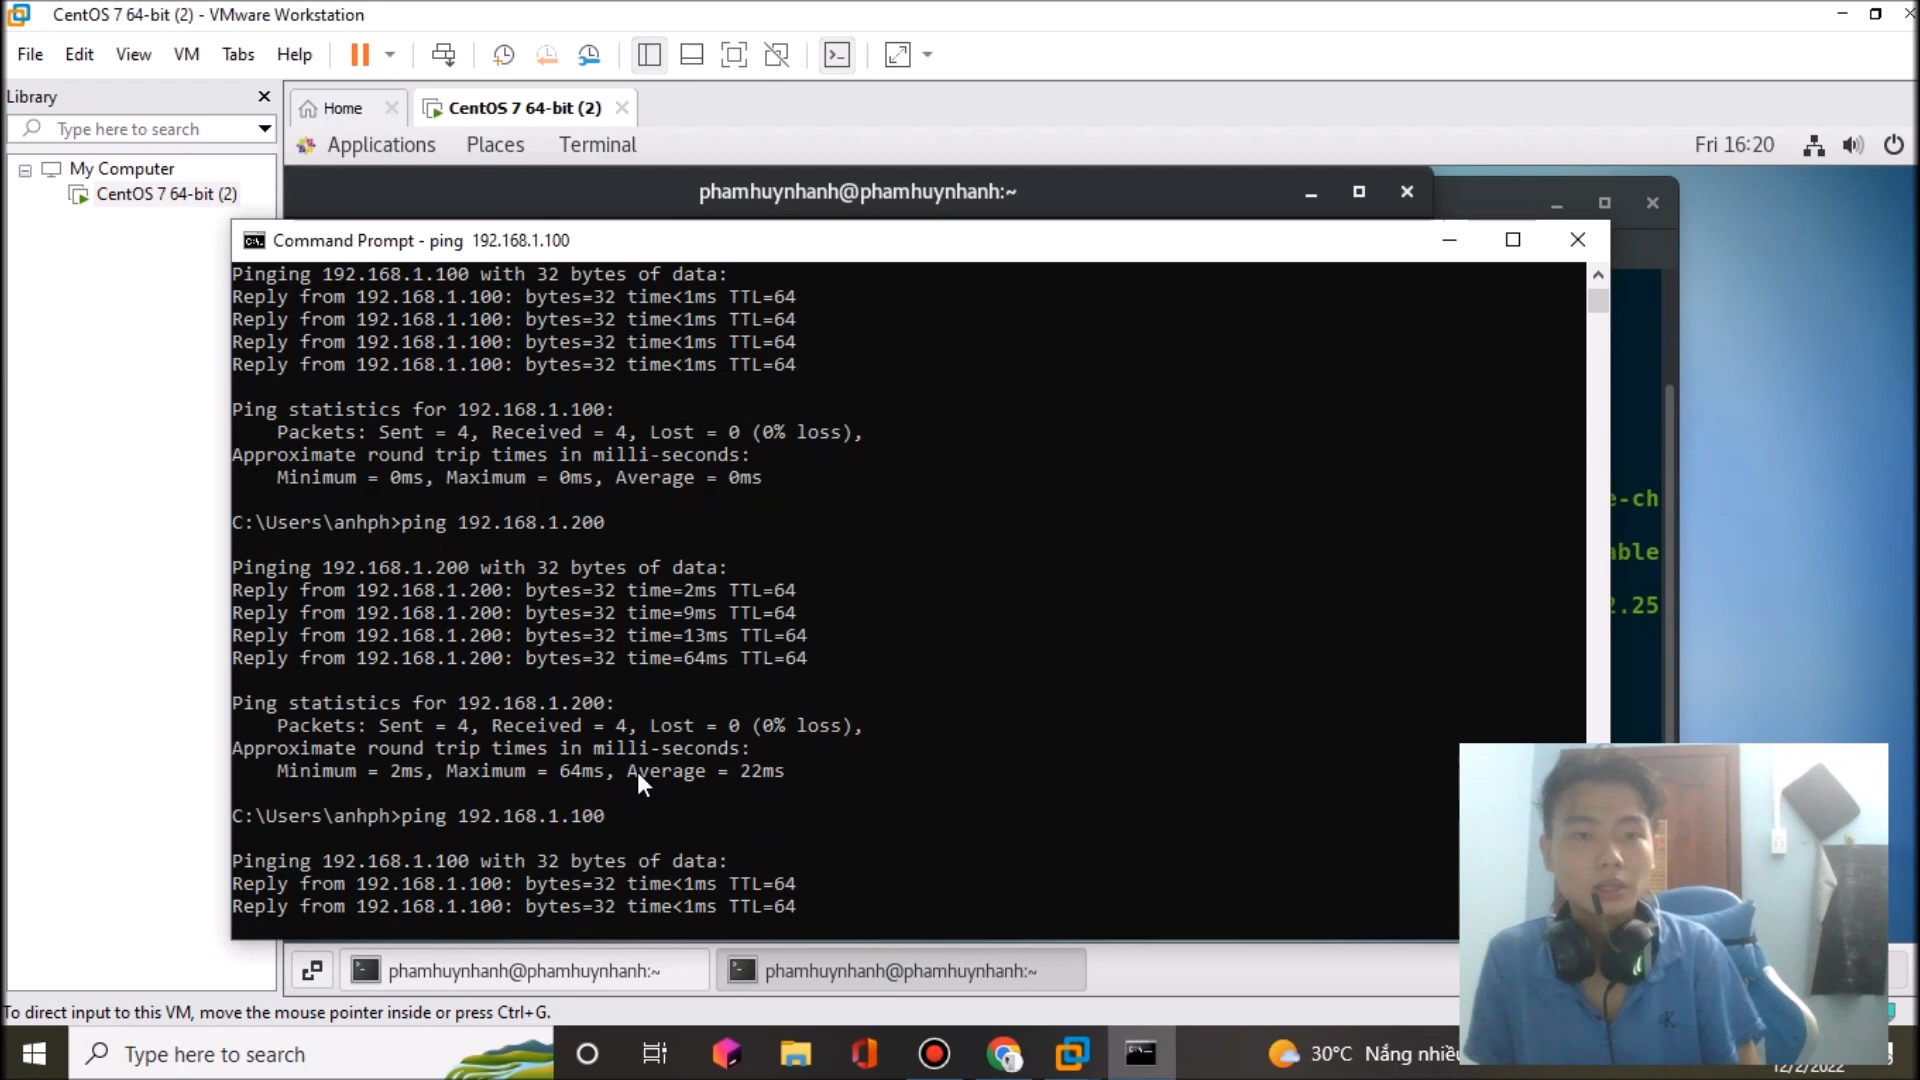 CentOS 7 64-bit (2) - VMware Workstation
File Edit View VM Tabs Help
Library
Type here to search
My Computer
CentOS 7 64-bit (2)
Home
CentOS 7 64-bit (2)
Applications Places Terminal
Fri 16:20
phamhuynhanh@phamhuynhanh:~
Command Prompt - ping 192.168.1.100
Pinging 192.168.1.100 with 32 bytes of data:
Reply from 192.168.1.100: bytes=32 time<1ms TTL=64
Reply from 192.168.1.100: bytes=32 time<1ms TTL=64
Reply from 192.168.1.100: bytes=32 time<1ms TTL=64
Reply from 192.168.1.100: bytes=32 time<1ms TTL=64
Ping statistics for 192.168.1.100:
Packets: Sent = 4, Received = 4, Lost = 0 (0% loss),
Approximate round trip times in milli-seconds:
Minimum = 0ms, Maximum = 0ms, Average = 0ms
C:\Users\anhph>ping 192.168.1.200
Pinging 192.168.1.200 with 32 bytes of data:
Reply from 192.168.1.200: bytes=32 time=2ms TTL=64
Reply from 192.168.1.200: bytes=32 time=9ms TTL=64
Reply from 192.168.1.200: bytes=32 time=13ms TTL=64
Reply from 192.168.1.200: bytes=32 time=64ms TTL=64
Ping statistics for 192.168.1.200:
Packets: Sent = 4, Received = 4, Lost = 0 (0% loss),
Approximate round trip times in milli-seconds:
Minimum = 2ms, Maximum = 64ms, Average = 22ms
C:\Users\anhph>ping 192.168.1.100
Pinging 192.168.1.100 with 32 bytes of data:
Reply from 192.168.1.100: bytes=32 time<1ms TTL=64
Reply from 192.168.1.100: bytes=32 time<1ms TTL=64
e-ch
able
2.25
phamhuynhanh@phamhuynhanh:~
phamhuynhanh@phamhuynhanh:~
To direct input to this VM, move the mouse pointer inside or press Ctrl+G.
Type here to search
30°C Nắng nhiều
12/2/2022